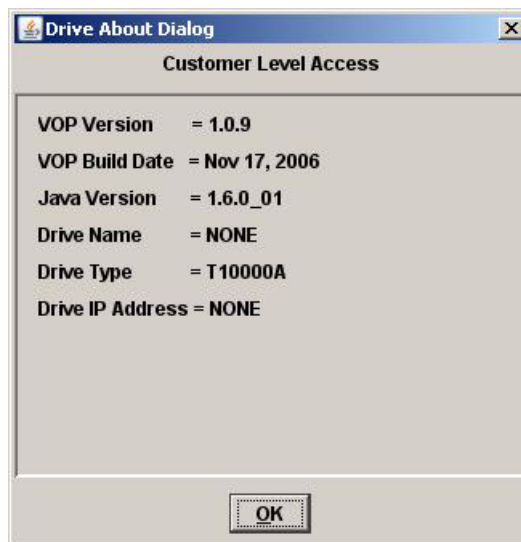 Drive About Dialog
Customer Level Access
VOP Version = 1.0.9
VOP Build Date = Nov 17, 2006
Java Version = 1.6.0_01
Drive Name = NONE
Drive Type = T10000A
Drive IP Address = NONE
OK